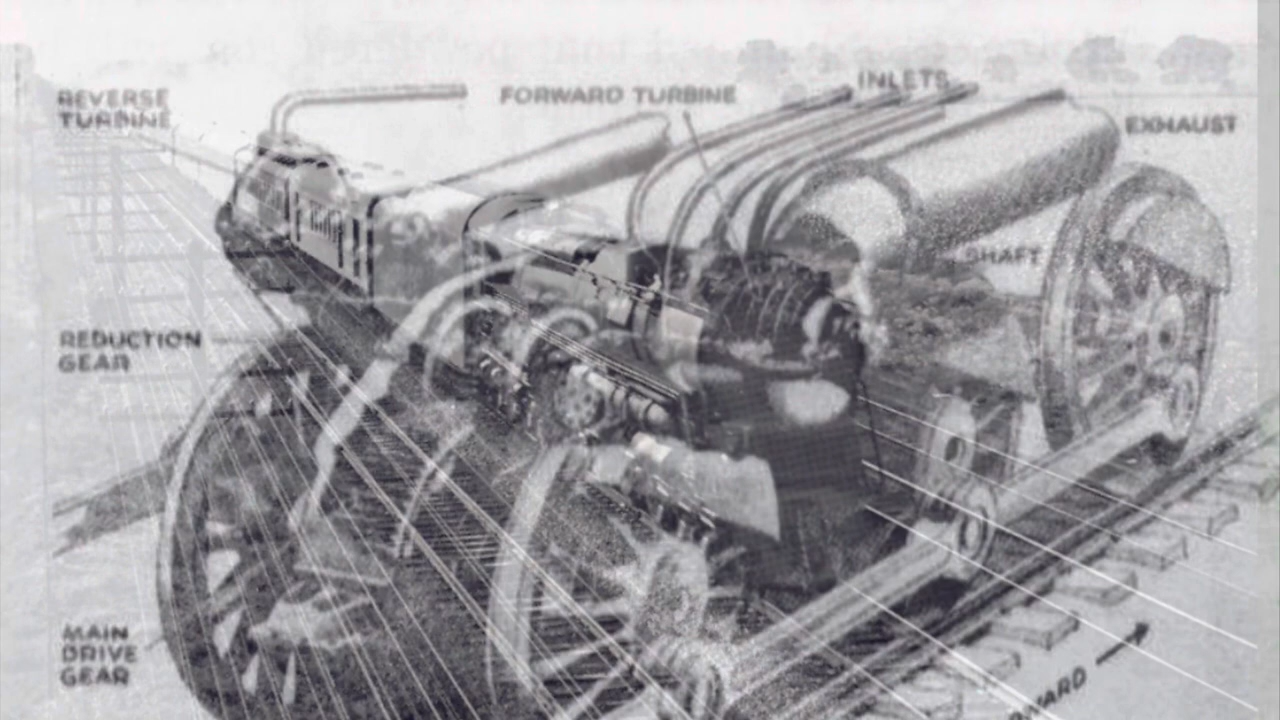 INLETS
REVERSE
TURBINE
FORWARD TURBINE
EXHAUST
SHAFT
REDUCTION
GEAR
MAIN
DRIVE
GEAR